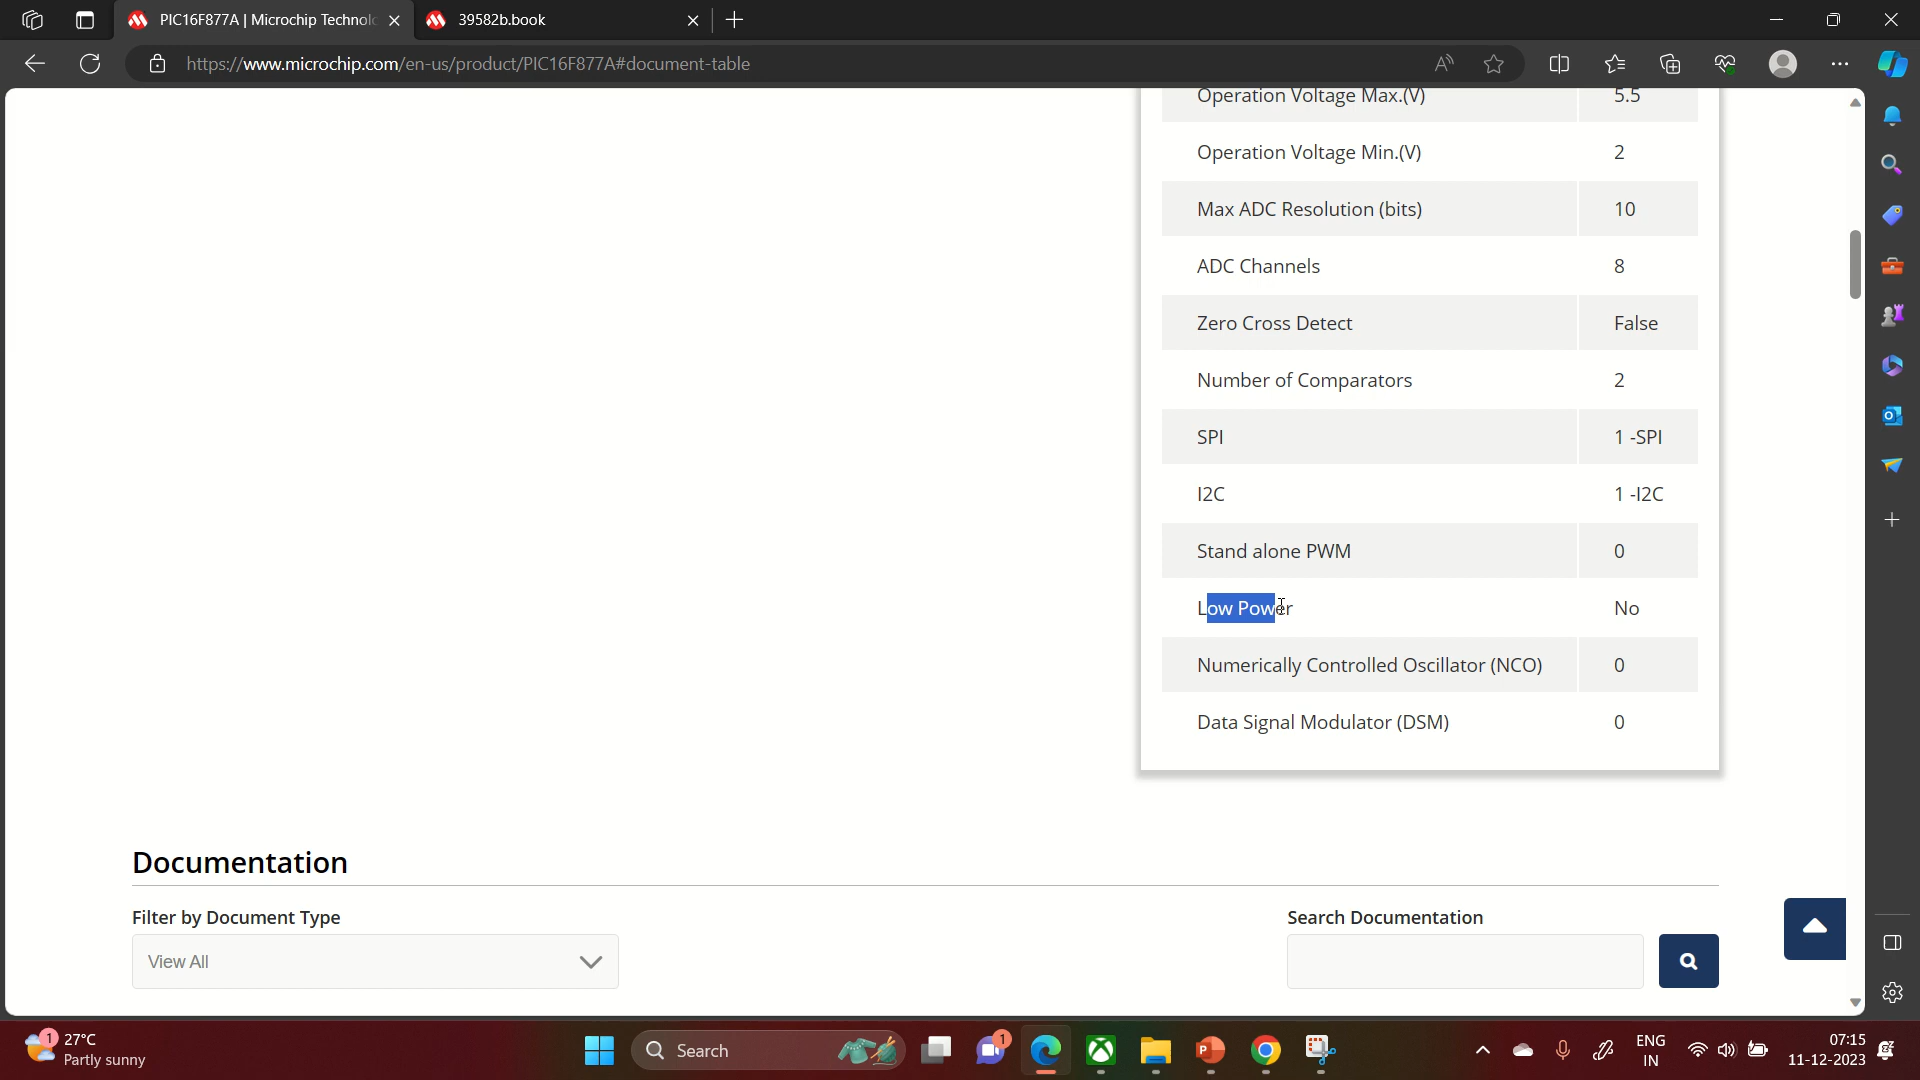 PIC16F877A | Microchip Technolo
39582b.book
https://www.microchip.com/en-us/product/PIC16F877A#document-table
Operation Voltage Max.(V) 5.5
Operation Voltage Min.(V) 2
Max ADC Resolution (bits) 10
ADC Channels 8
Zero Cross Detect False
Number of Comparators 2
SPI 1 -SPI
I2C 1 -I2C
Stand alone PWM 0
Low Power No
Numerically Controlled Oscillator (NCO) 0
Data Signal Modulator (DSM) 0
Documentation
Filter by Document Type
Search Documentation
View All
1
27°C
Partly sunny
Search
1
ENG
IN
07:15
11-12-2023